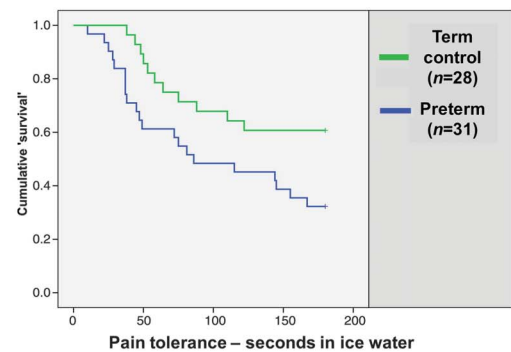 1.0
0.8
0.6
0.4
0.2
0.0
Cumulative 'survival'
0
50
100
150
200
Pain tolerance – seconds in ice water
Term
control
(n=28)
Preterm
(n=31)